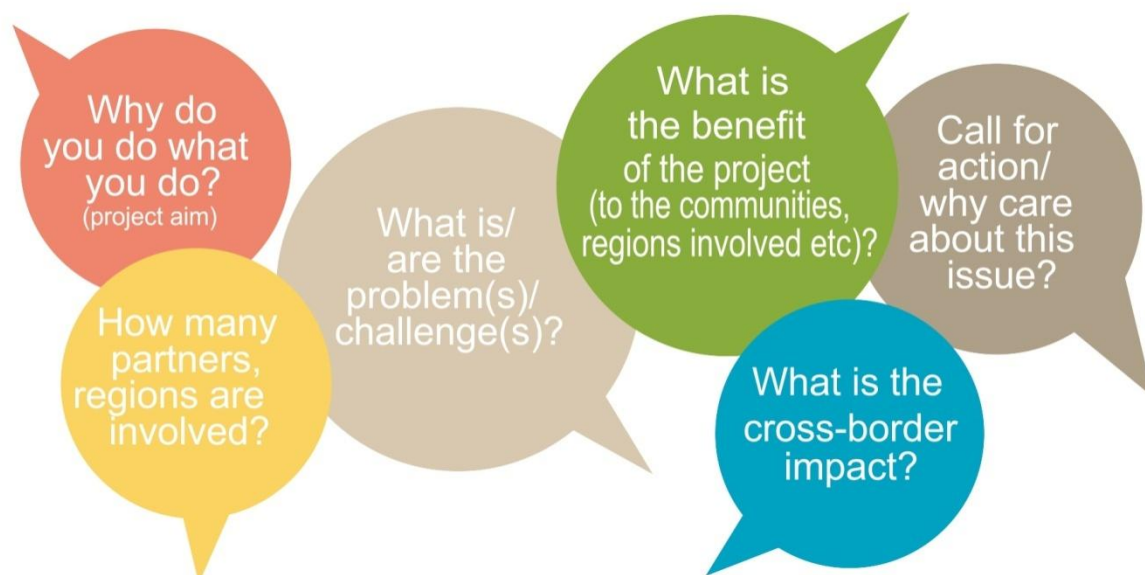 Why do
you do what
you do?
(project aim)
How many
partners,
regions are
involved?
What is/
are the
problem(s)/
challenge(s)?
What is
the benefit
of the project
(to the communities,
regions involved etc)?
What is the
cross-border
impact?
Call for
action/
why care
about this
issue?